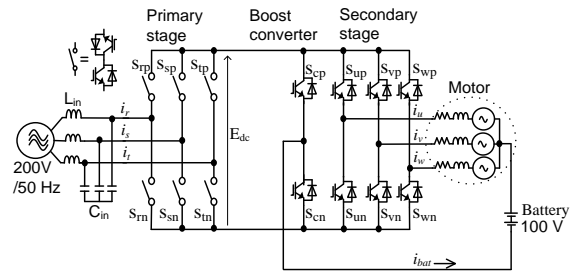 Primary stage
Boost converter
Secondary stage
Srp
Ssp
Stp
Scp
Sup
Svp
Swp
Motor
Lin
ir
is
it
Edc
iu
iv
iw
200V /50 Hz
Cin
Srn
Ssn
Stn
Scn
Sun
Svn
Swn
Battery 100 V
ibat
=